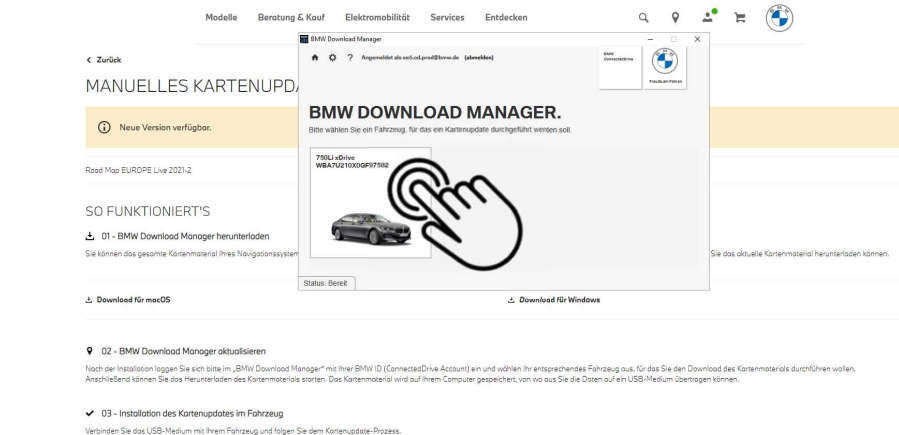 Modelle Beratung & Kauf Elektromobilität Services Entdecken
BMW Download Manager
Zurück
Angemeldet als ce5.cd.prod@bmw.de (abmelden)
BMW
ConnectedDrive
Freude am Fahren
MANUELLES KARTENUPD
BMW DOWNLOAD MANAGER.
Bitte wählen Sie ein Fahrzeug, für das ein Kartenupdate durchgeführt werden soll.
Neue Version verfügbar.
750Li xDrive
WBA7U210X0GF97582
Road Map EUROPE Live 2021-2
SO FUNKTIONIERT'S
01 - BMW Download Manager herunterladen
Sie können das gesamte Kartenmaterial Ihres Navigationssystem Sie das aktuelle Kartenmaterial herunterladen können.
Status: Bereit
Download für macOS Download für Windows
02 - BMW Download Manager aktualisieren
Nach der Installation loggen Sie sich bitte im „BMW Download Manager“ mit Ihrer BMW ID (ConnectedDrive Account) ein und wählen Ihr entsprechendes Fahrzeug aus, für das Sie den Download des Kartenmaterials durchführen wollen.
Anschließend können Sie das Herunterladen des Kartenmaterials starten. Das Kartenmaterial wird auf Ihrem Computer gespeichert, von wo aus Sie die Daten auf ein USB-Medium übertragen können.
03 - Installation des Kartenupdates im Fahrzeug
Verbinden Sie das USB-Medium mit Ihrem Fahrzeug und folgen Sie dem Kartenupdate-Prozess.